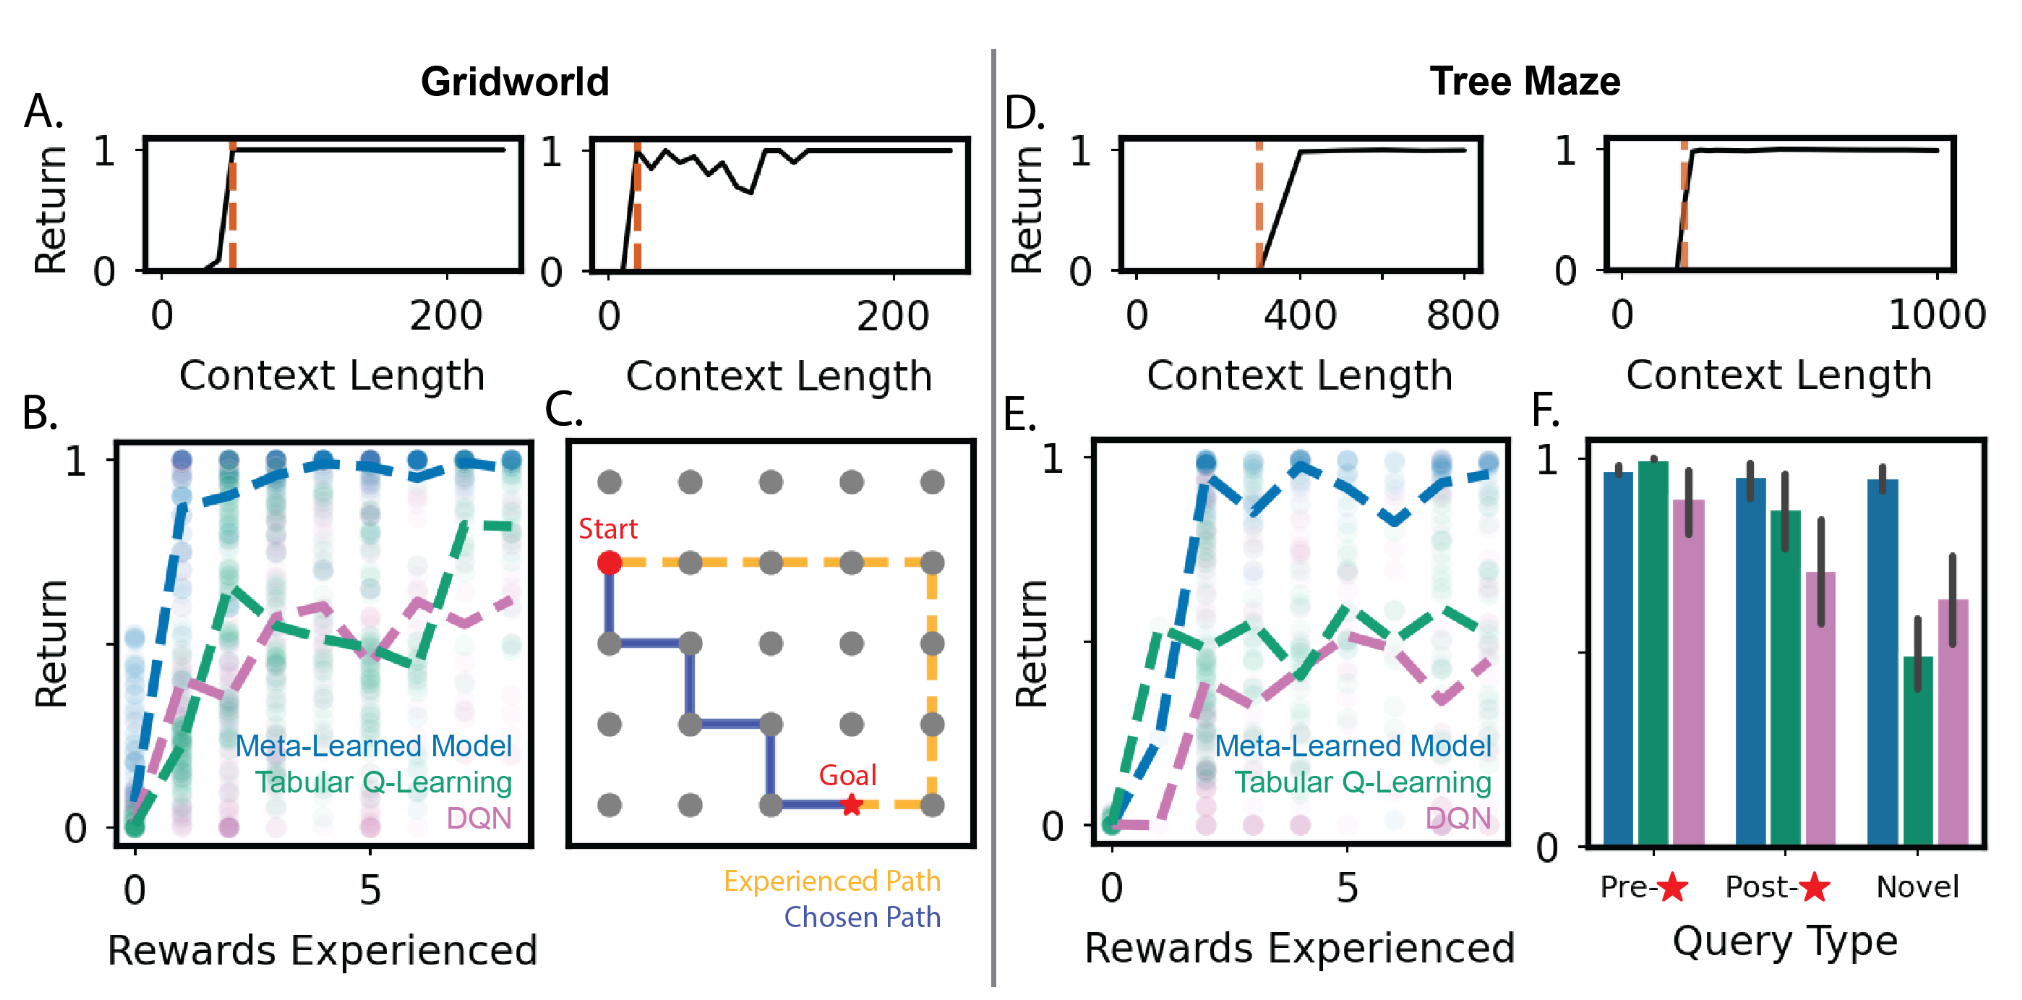 Gridworld
Tree Maze
A.
Return
1
0
0
200
Context Length
1
0
0
200
Context Length
D.
Return
1
0
0
400
800
Context Length
1
0
0
1000
Context Length
B.
Return
1
0
Meta-Learned Model
Tabular Q-Learning
DQN
0
5
Rewards Experienced
C.
Start
Goal
Experienced Path
Chosen Path
E.
Return
1
0
Meta-Learned Model
Tabular Q-Learning
DQN
0
5
Rewards Experienced
F.
1
0
Pre-★
Post-★
Novel
Query Type